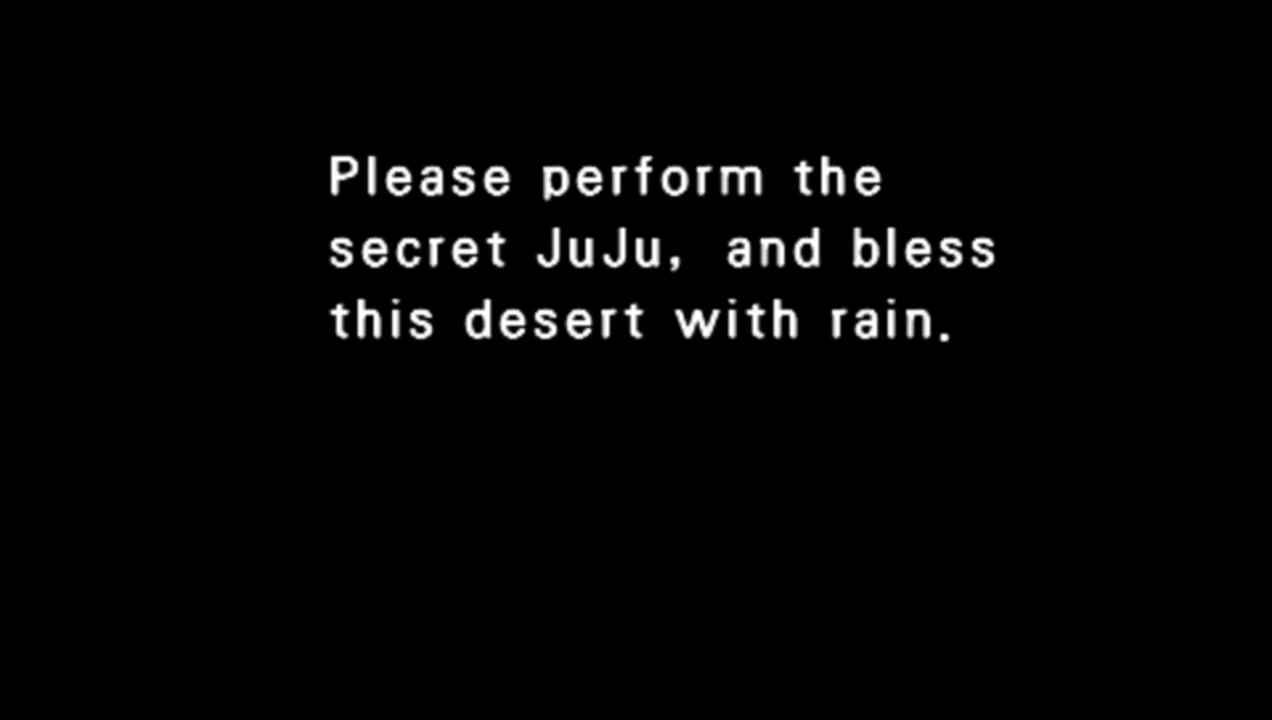 Please perform the
secret JuJu, and bless
this desert with rain.